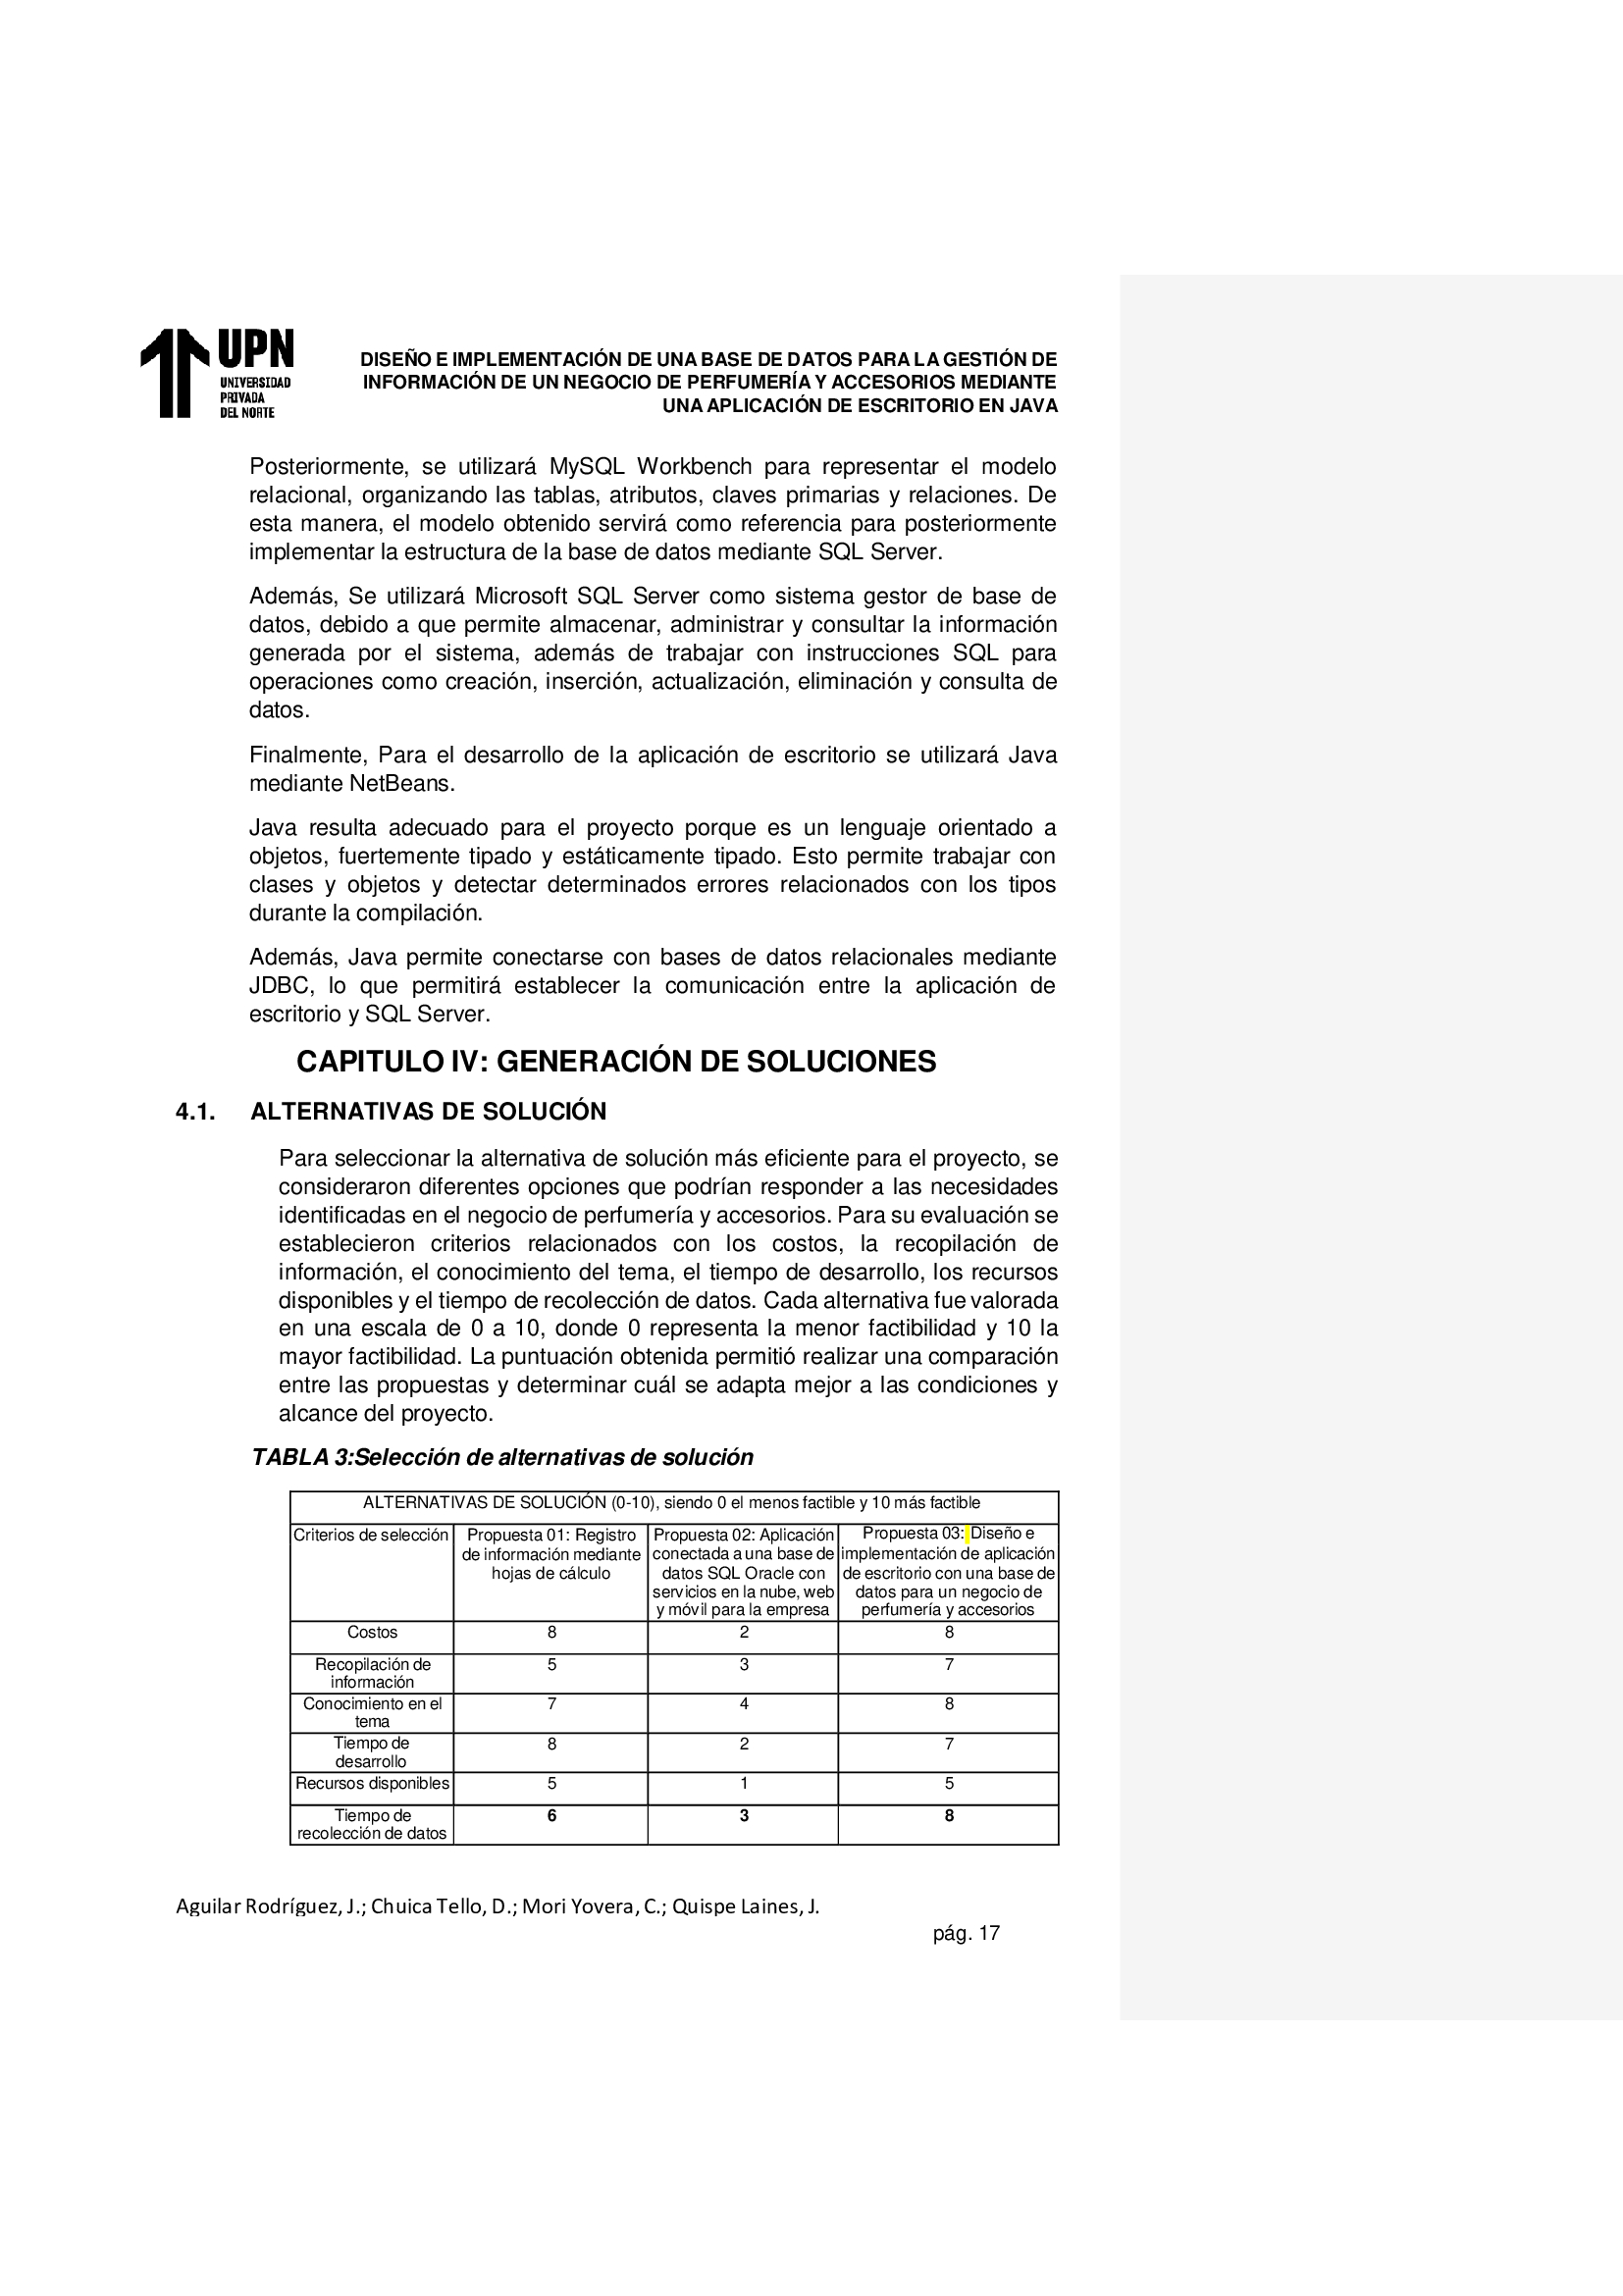 UPN
UNIVERSIDAD
PRIVADA
DEL NORTE
DISEÑO E IMPLEMENTACIÓN DE UNA BASE DE DATOS PARA LA GESTIÓN DE
INFORMACIÓN DE UN NEGOCIO DE PERFUMERÍA Y ACCESORIOS MEDIANTE
UNA APLICACIÓN DE ESCRITORIO EN JAVA
Posteriormente, se utilizará MySQL Workbench para representar el modelo
relacional, organizando las tablas, atributos, claves primarias y relaciones. De
esta manera, el modelo obtenido servirá como referencia para posteriormente
implementar la estructura de la base de datos mediante SQL Server.
Además, Se utilizará Microsoft SQL Server como sistema gestor de base de
datos, debido a que permite almacenar, administrar y consultar la información
generada por el sistema, además de trabajar con instrucciones SQL para
operaciones como creación, inserción, actualización, eliminación y consulta de
datos.
Finalmente, Para el desarrollo de la aplicación de escritorio se utilizará Java
mediante NetBeans.
Java resulta adecuado para el proyecto porque es un lenguaje orientado a
objetos, fuertemente tipado y estáticamente tipado. Esto permite trabajar con
clases y objetos y detectar determinados errores relacionados con los tipos
durante la compilación.
Además, Java permite conectarse con bases de datos relacionales mediante
JDBC, lo que permitirá establecer la comunicación entre la aplicación de
escritorio y SQL Server.
CAPITULO IV: GENERACIÓN DE SOLUCIONES
4.1. ALTERNATIVAS DE SOLUCIÓN
Para seleccionar la alternativa de solución más eficiente para el proyecto, se
consideraron diferentes opciones que podrían responder a las necesidades
identificadas en el negocio de perfumería y accesorios. Para su evaluación se
establecieron criterios relacionados con los costos, la recopilación de
información, el conocimiento del tema, el tiempo de desarrollo, los recursos
disponibles y el tiempo de recolección de datos. Cada alternativa fue valorada
en una escala de 0 a 10, donde 0 representa la menor factibilidad y 10 la
mayor factibilidad. La puntuación obtenida permitió realizar una comparación
entre las propuestas y determinar cuál se adapta mejor a las condiciones y
alcance del proyecto.
TABLA 3:Selección de alternativas de solución
ALTERNATIVAS DE SOLUCIÓN (0-10), siendo 0 el menos factible y 10 más factible
Criterios de selección
Propuesta 01: Registro
de información mediante
hojas de cálculo
Propuesta 02: Aplicación
conectada a una base de
datos SQL Oracle con
servicios en la nube, web
y móvil para la empresa
Propuesta 03: Diseño e
implementación de aplicación
de escritorio con una base de
datos para un negocio de
perfumería y accesorios
Costos 8 2 8
Recopilación de
información 5 3 7
Conocimiento en el
tema 7 4 8
Tiempo de
desarrollo 8 2 7
Recursos disponibles 5 1 5
Tiempo de
recolección de datos 6 3 8
Aguilar Rodríguez, J.; Chuica Tello, D.; Mori Yovera, C.; Quispe Laines, J.
pág. 17